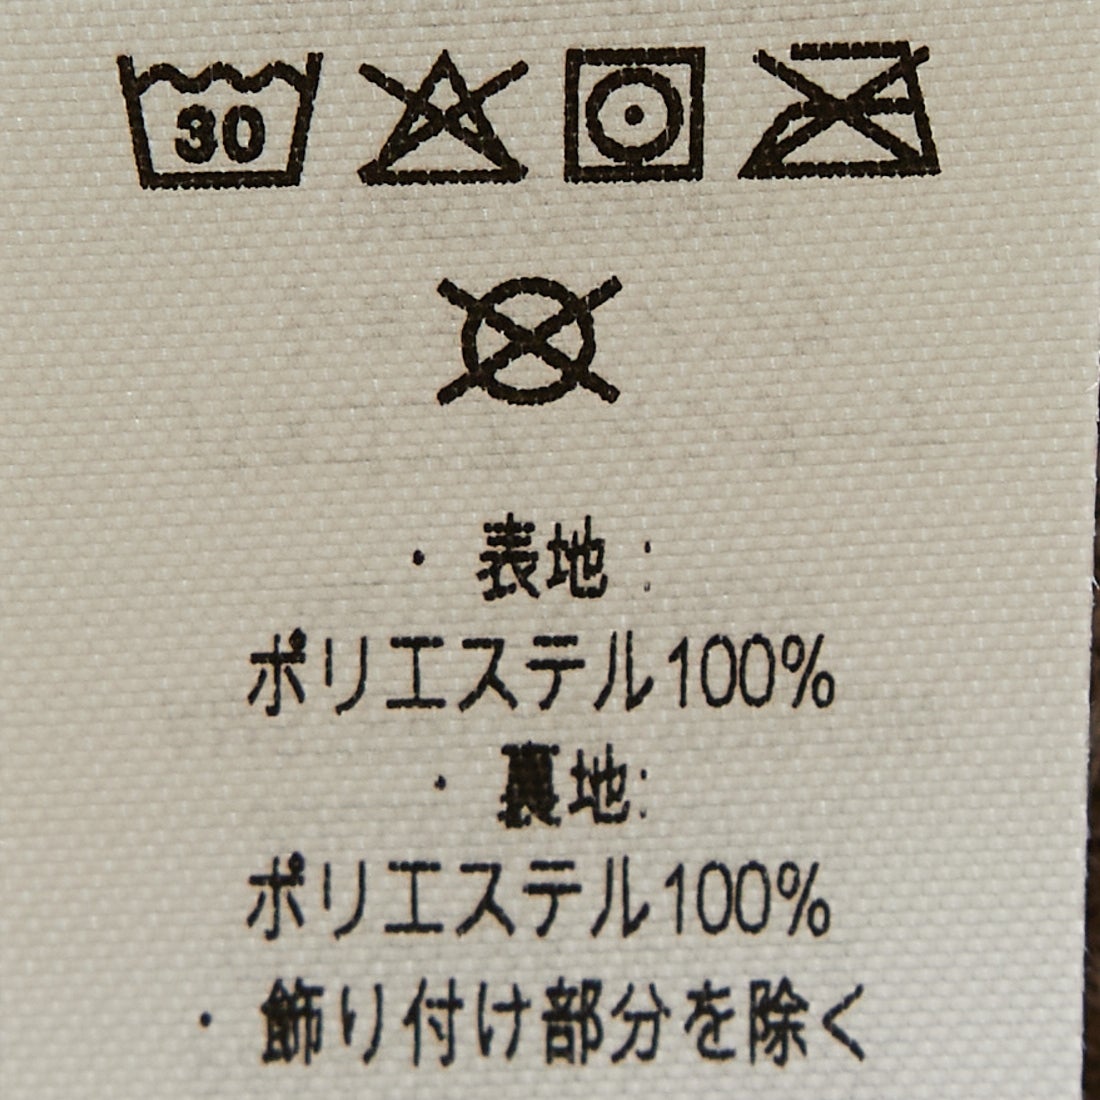 30
・表地：
ポリエステル100%
・裏地：
ポリエステル100%
・飾り付け部分を除く